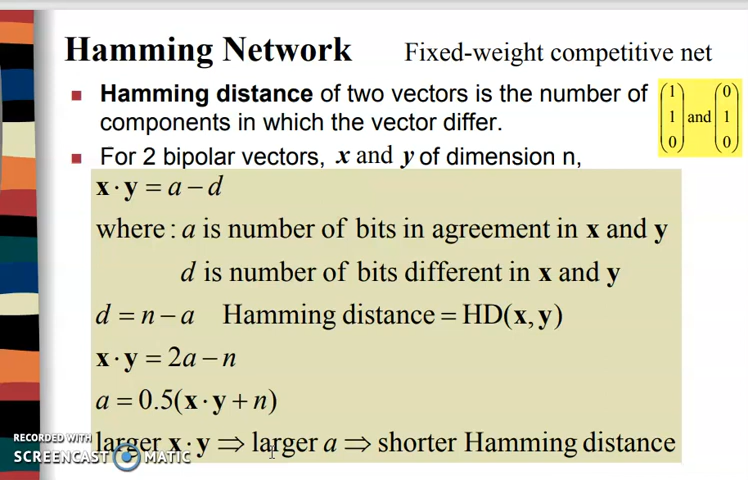 Hamming Network Fixed-weight competitive net
Hamming distance of two vectors is the number of
components in which the vector differ.
(1 1 0) and (0 1 0)
For 2 bipolar vectors, x and y of dimension n,
x · y = a − d
where : a is number of bits in agreement in x and y
d is number of bits different in x and y
d = n − a Hamming distance = HD(x, y)
x · y = 2a − n
a = 0.5(x · y + n)
larger x · y ⇒ larger a ⇒ shorter Hamming distance
RECORDED WITH
SCREENCAST MATIC